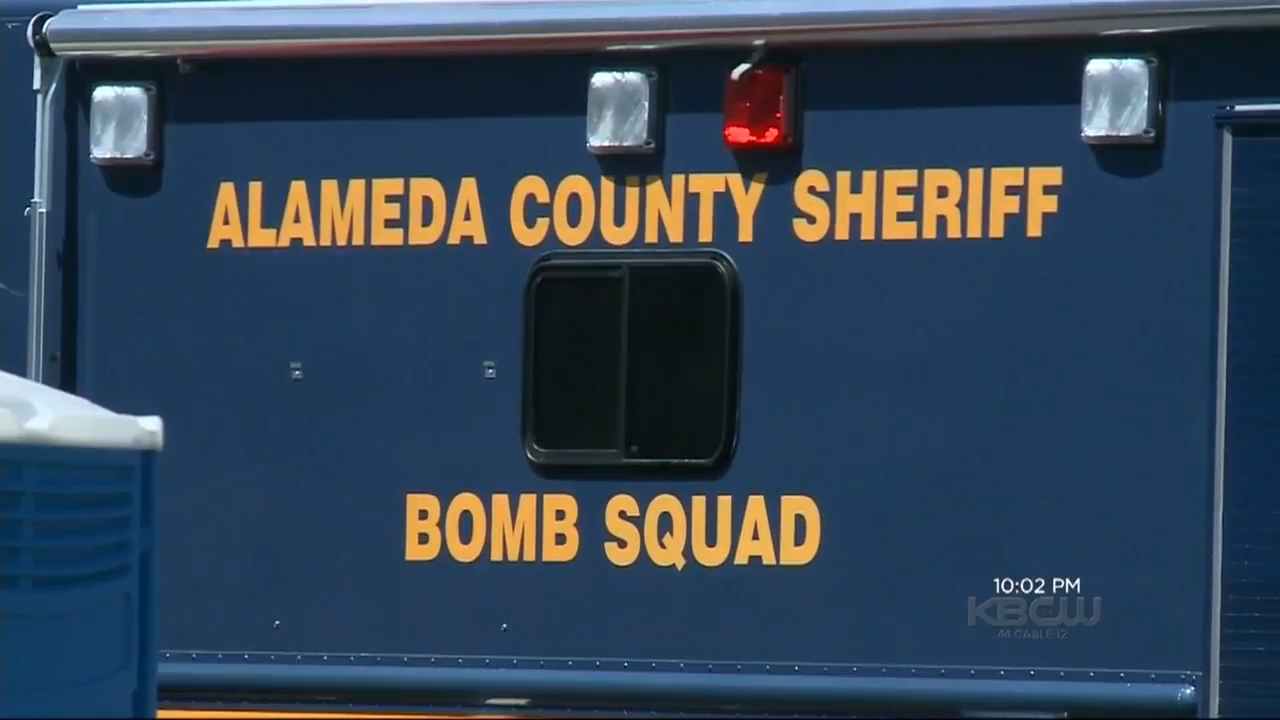 ALAMEDA COUNTY SHERIFF
BOMB SQUAD
10:02 PM
KBCW
44 CABLE 12